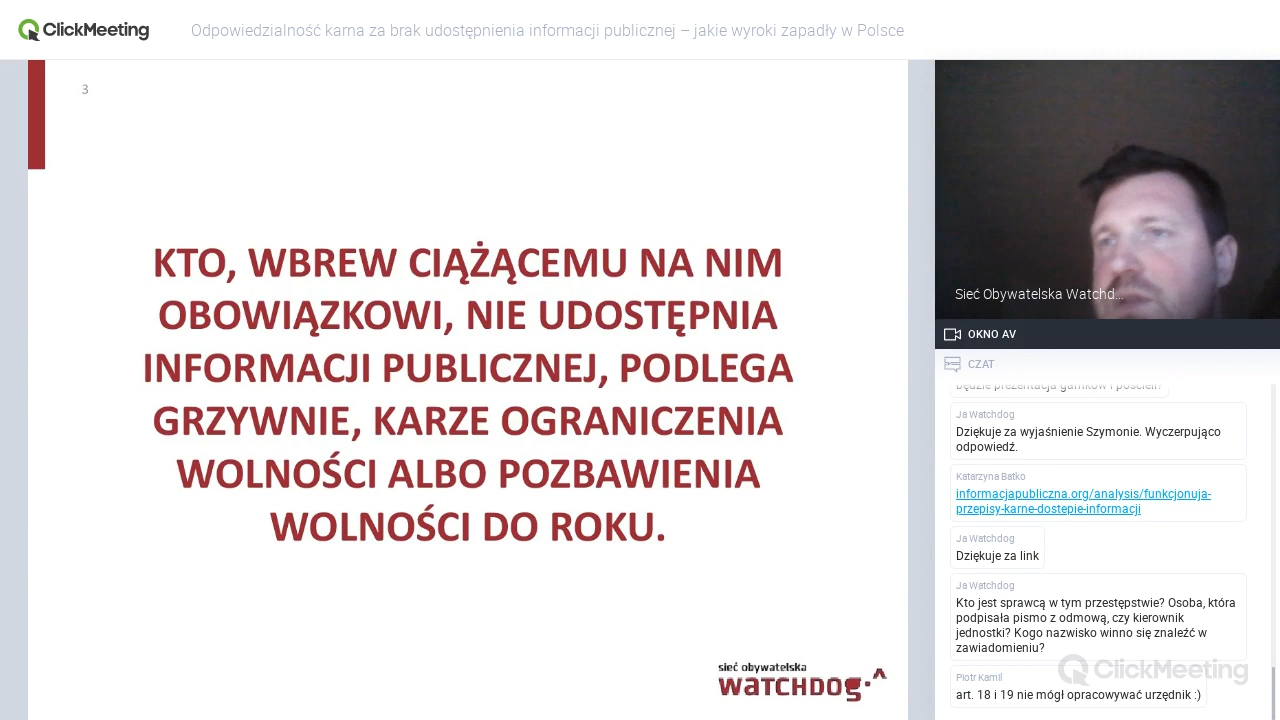 ClickMeeting
Odpowiedzialność karna za brak udostępnienia informacji publicznej – jakie wyroki zapadły w Polsce
3
KTO, WBREW CIĄŻĄCEMU NA NIM
OBOWIĄZKOWI, NIE UDOSTĘPNIA
INFORMACJI PUBLICZNEJ, PODLEGA
GRZYWNIE, KARZE OGRANICZENIA
WOLNOŚCI ALBO POZBAWIENIA
WOLNOŚCI DO ROKU.
sieć obywatelska
WATCHDOG
Sieć Obywatelska Watchd...
OKNO AV
CZAT
będzie prezentacja garnków i pościeli?
Ja Watchdog
Dziękuje za wyjaśnienie Szymonie. Wyczerpująco
odpowiedź.
Katarzyna Batko
informacjapubliczna.org/analysis/funkcjonuja-
przepisy-karne-dostepie-informacji
Ja Watchdog
Dziękuje za link
Ja Watchdog
Kto jest sprawcą w tym przestępstwie? Osoba, która
podpisała pismo z odmową, czy kierownik
jednostki? Kogo nazwisko winno się znaleźć w
zawiadomieniu?
ClickMeeting
Piotr Kamil
art. 18 i 19 nie mógł opracowywać urzędnik :)